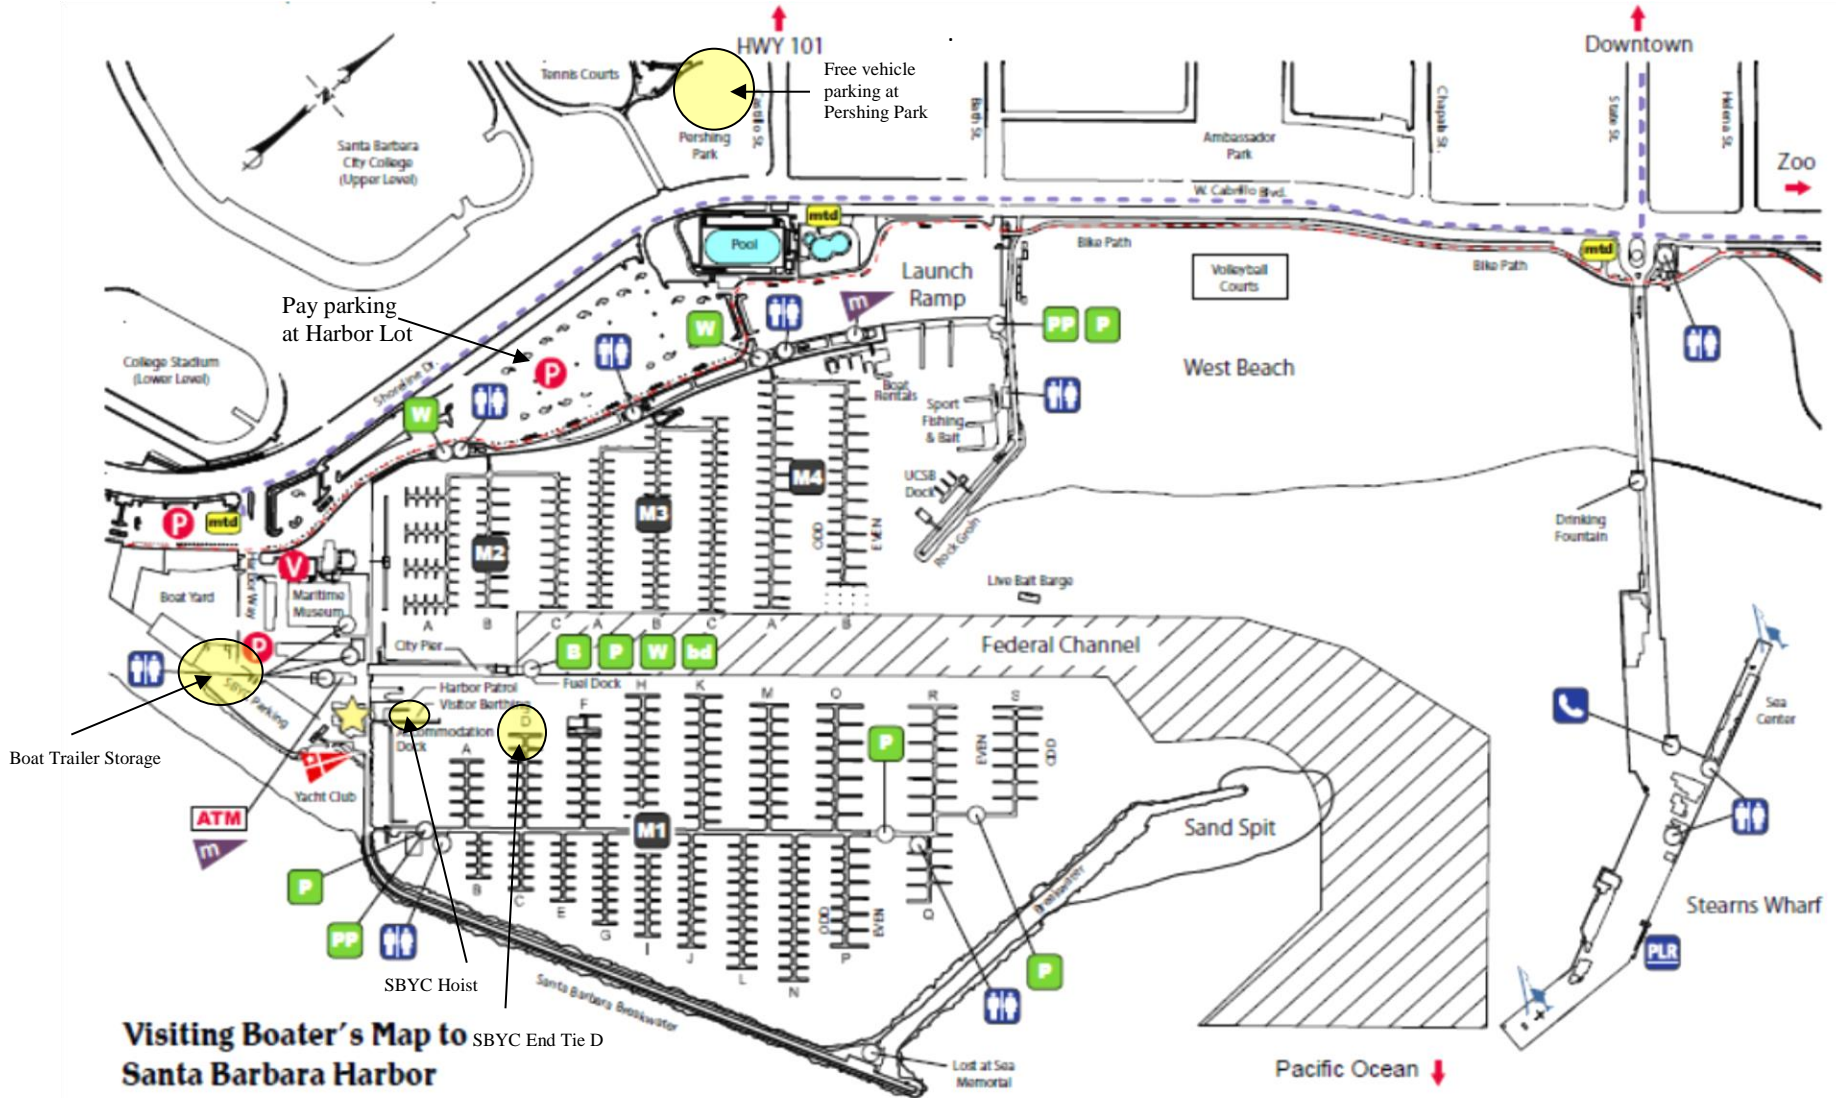 HWY 101
Downtown
Free vehicle
parking at
Pershing Park
Tennis Courts
Castillo St.
Bath St.
Chapala St.
State St.
Helena St.
N
Santa Barbara
City College
(Upper Level)
Pershing
Park
Ambassador
Park
Zoo
W. Cabrillo Blvd.
mtd
Pool
Bike Path
mtd
Bike Path
Launch
Ramp
Volleyball
Courts
Pay parking
at Harbor Lot
W
m
PP
P
College Stadium
(Lower Level)
Shoreline Dr.
P
W
West Beach
Boat
Rentals
Sport
Fishing
& Bait
UCSB
Dock
M4
M3
M2
ODD
EVEN
Rock Groin
Drinking
Fountain
P
mtd
V
Harbor Way
Boat Yard
Maritime
Museum
Live Bait Barge
A
B
C
A
B
C
A
B
City Pier
B
P
W
bd
Federal Channel
P
SBYC Parking
Fuel Dock
Harbor Patrol
Visitor Berthing
Accommodation
Dock
A
D
F
H
K
M
O
R
S
P
EVEN
ODD
Sea
Center
Boat Trailer Storage
Yacht Club
ATM
m
M1
Sand Spit
Breakwater
P
PP
B
C
E
G
I
J
L
N
ODD
P
EVEN
Q
P
Stearns Wharf
PLR
SBYC Hoist
Santa Barbara Breakwater
SBYC End Tie D
Visiting Boater's Map to
Santa Barbara Harbor
Lost at Sea
Memorial
Pacific Ocean